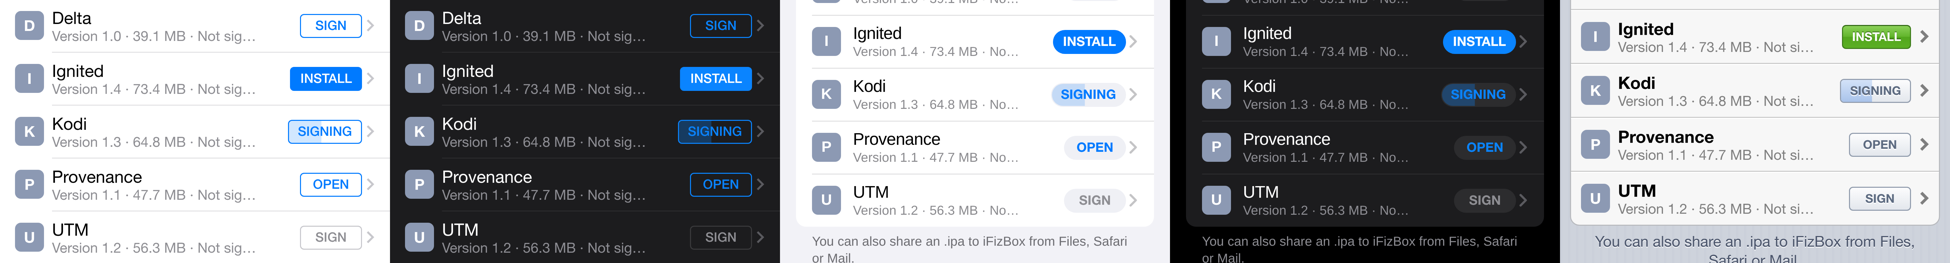 D
Delta
Version 1.0 · 39.1 MB · Not sig…
SIGN
I
Ignited
Version 1.4 · 73.4 MB · Not sig…
INSTALL
K
Kodi
Version 1.3 · 64.8 MB · Not sig…
SIGNING
P
Provenance
Version 1.1 · 47.7 MB · Not sig…
OPEN
U
UTM
Version 1.2 · 56.3 MB · Not sig…
SIGN
D
Delta
Version 1.0 · 39.1 MB · Not sig…
SIGN
I
Ignited
Version 1.4 · 73.4 MB · Not sig…
INSTALL
K
Kodi
Version 1.3 · 64.8 MB · Not sig…
SIGNING
P
Provenance
Version 1.1 · 47.7 MB · Not sig…
OPEN
U
UTM
Version 1.2 · 56.3 MB · Not sig…
SIGN
I
Ignited
Version 1.4 · 73.4 MB · No…
INSTALL
K
Kodi
Version 1.3 · 64.8 MB · No…
SIGNING
P
Provenance
Version 1.1 · 47.7 MB · No…
OPEN
U
UTM
Version 1.2 · 56.3 MB · No…
SIGN
You can also share an .ipa to iFizBox from Files, Safari
or Mail.
I
Ignited
Version 1.4 · 73.4 MB · No…
INSTALL
K
Kodi
Version 1.3 · 64.8 MB · No…
SIGNING
P
Provenance
Version 1.1 · 47.7 MB · No…
OPEN
U
UTM
Version 1.2 · 56.3 MB · No…
SIGN
You can also share an .ipa to iFizBox from Files, Safari
or Mail.
I
Ignited
Version 1.4 · 73.4 MB · Not si…
INSTALL
K
Kodi
Version 1.3 · 64.8 MB · Not si…
SIGNING
P
Provenance
Version 1.1 · 47.7 MB · Not si…
OPEN
U
UTM
Version 1.2 · 56.3 MB · Not si…
SIGN
You can also share an .ipa to iFizBox from Files,
Safari or Mail.